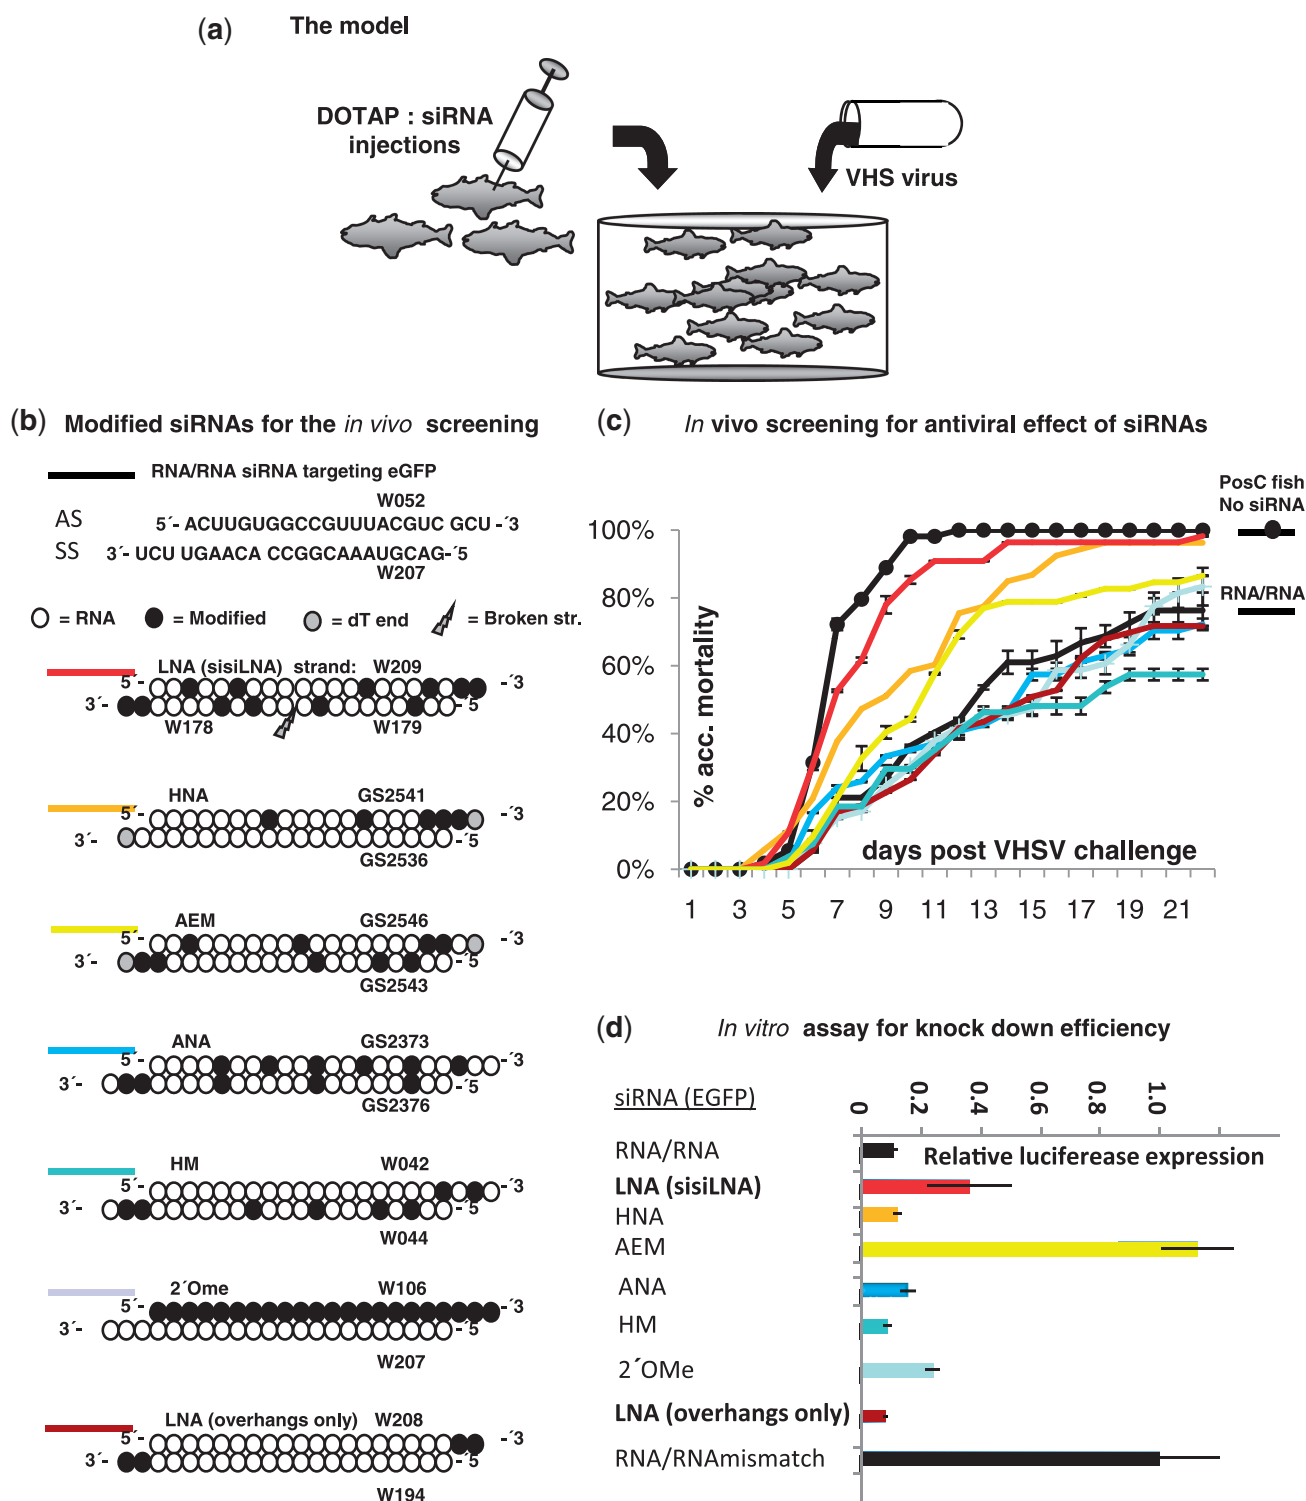 (a) The model
DOTAP : siRNA
injections
VHS virus
(b) Modified siRNAs for the in vivo screening
RNA/RNA siRNA targeting eGFP
W052
AS 5´- ACUUGUGGCCGUUUACGUC GCU -´3
SS 3´- UCU UGAACA CCGGCAAAUGCAG-´5
W207
= RNA = Modified = dT end = Broken str.
LNA (sisiLNA) strand: W209
5´- -´3
3´- -´5
W178 W179
HNA GS2541
5´- -´3
3´- -´5
GS2536
AEM GS2546
5´- -´3
3´- -´5
GS2543
ANA GS2373
5´- -´3
3´- -´5
GS2376
HM W042
5´- -´3
3´- -´5
W044
2´Ome W106
5´- -´3
3´- -´5
W207
LNA (overhangs only) W208
5´- -´3
3´- -´5
W194
(c) In vivo screening for antiviral effect of siRNAs
PosC fish
No siRNA
RNA/RNA
100%
80%
60%
40%
20%
0%
% acc. mortality
days post VHSV challenge
1 3 5 7 9 11 13 15 17 19 21
(d) In vitro assay for knock down efficiency
siRNA (EGFP)
0 0.2 0.4 0.6 0.8 1.0
Relative luciferease expression
RNA/RNA
LNA (sisiLNA)
HNA
AEM
ANA
HM
2´OMe
LNA (overhangs only)
RNA/RNAmismatch